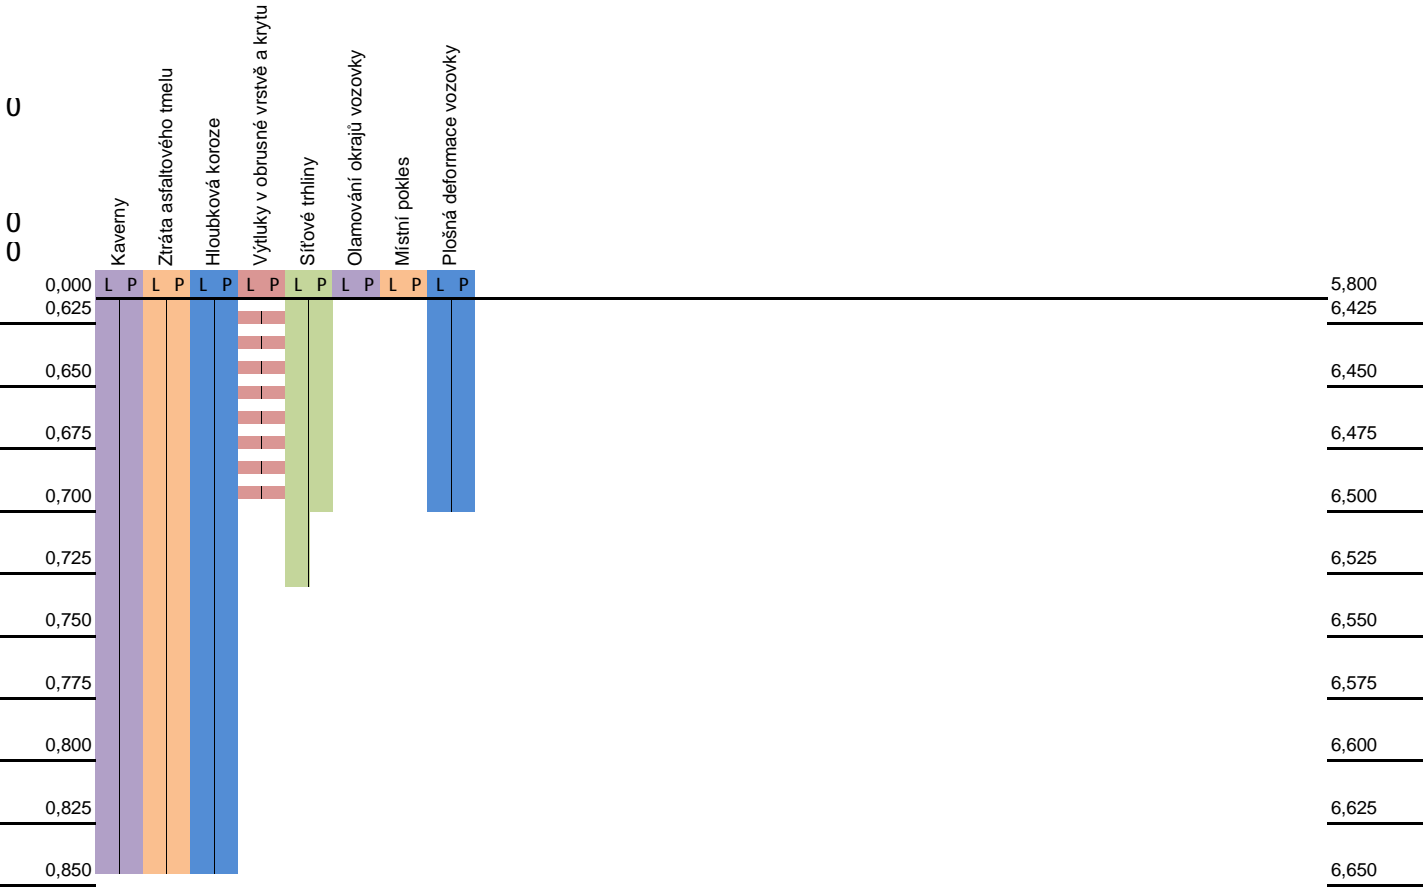 0
0
0
Kaverny
Ztráta asfaltového tmelu
Hloubková koroze
Výtluky v obrusné vrstvě a krytu
Síťové trhliny
Olamování okrajů vozovky
Místní pokles
Plošná deformace vozovky
0,000 L P L P L P L P L P L P L P L P 5,800
0,625 6,425
0,650 6,450
0,675 6,475
0,700 6,500
0,725 6,525
0,750 6,550
0,775 6,575
0,800 6,600
0,825 6,625
0,850 6,650